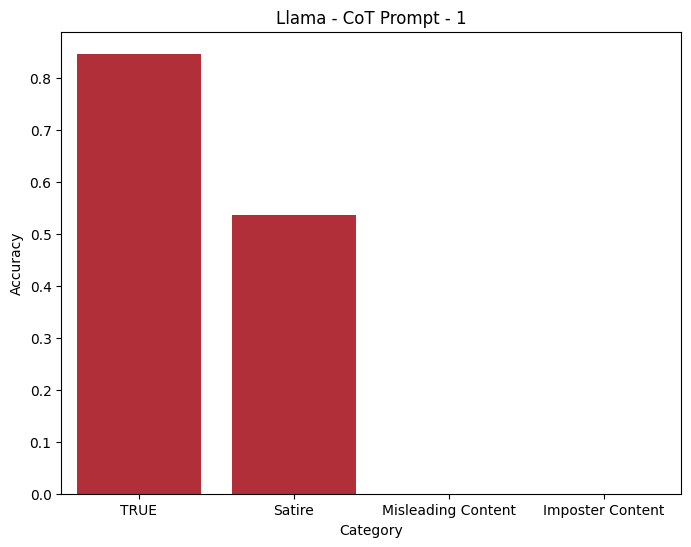 Llama - CoT Prompt - 1
Accuracy
0.8
0.7
0.6
0.5
0.4
0.3
0.2
0.1
0.0
TRUE Satire Misleading Content Imposter Content
Category